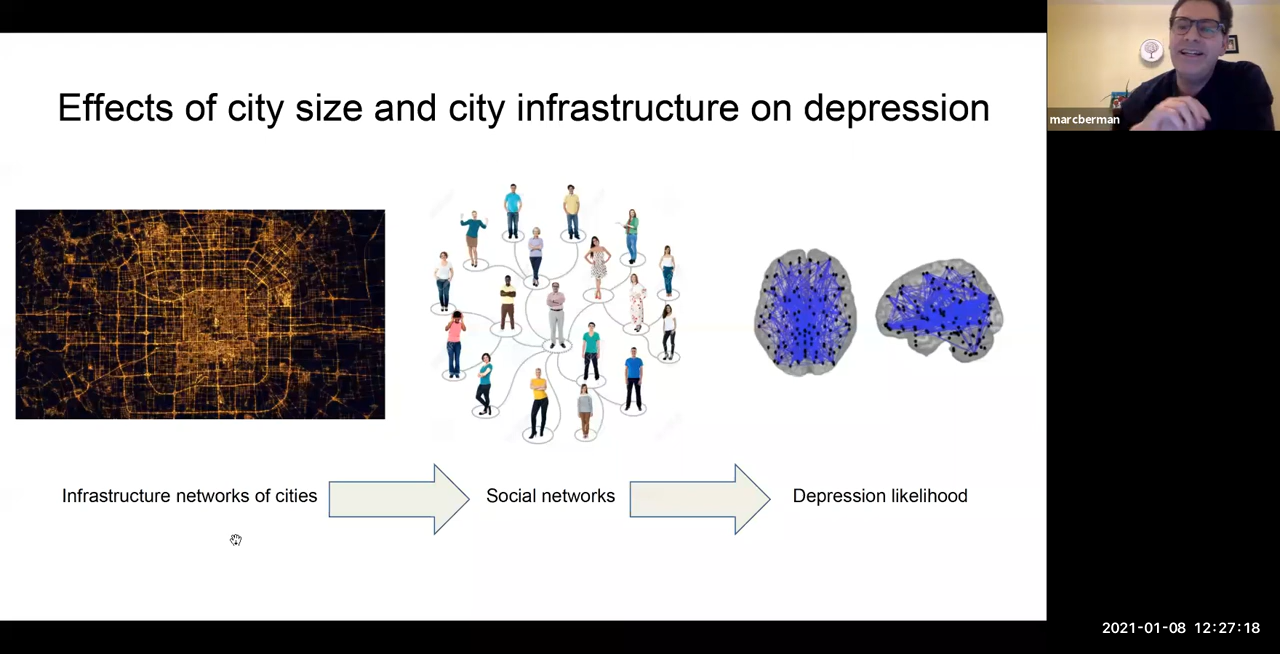 Effects of city size and city infrastructure on depression
marcberman
Infrastructure networks of cities
Social networks
Depression likelihood
2021-01-08 12:27:18